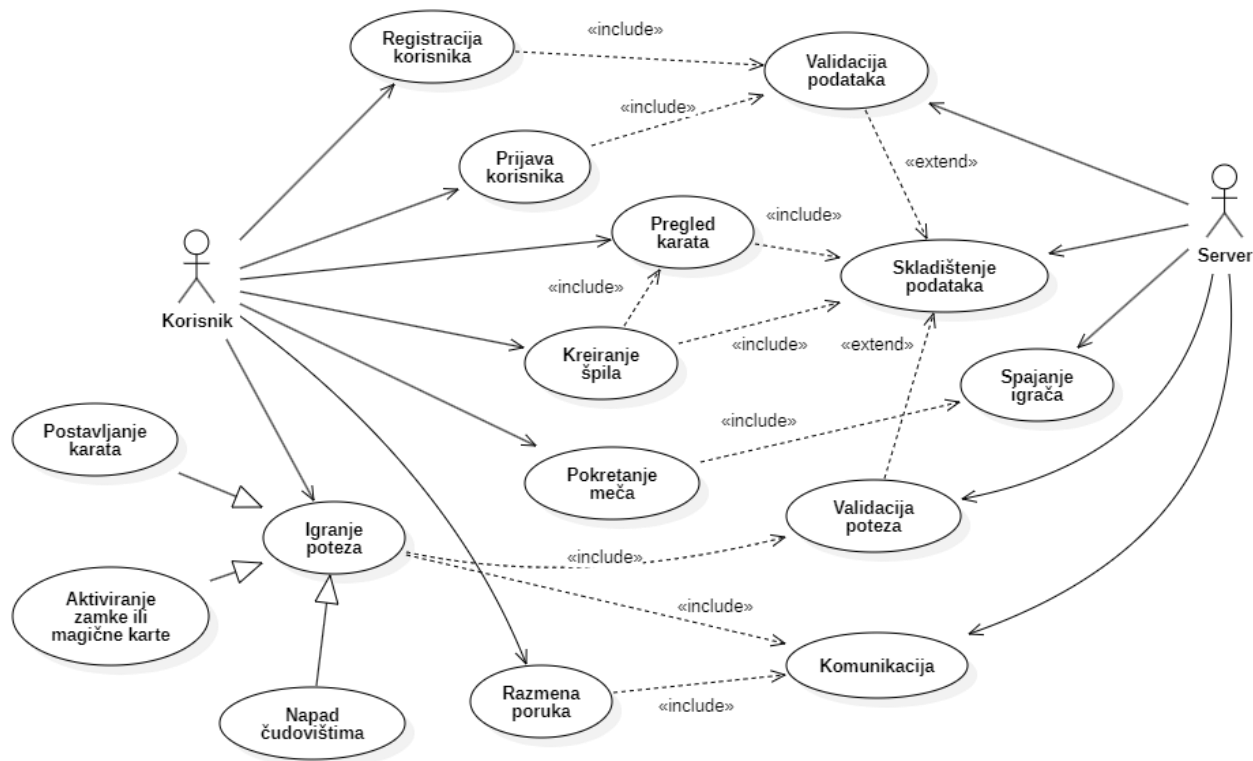 Registracija
korisnika
«include»
Validacija
podataka
«include»
Prijava
korisnika
«extend»
Pregled
karata
«include»
Server
Skladištenje
podataka
Korisnik
«include»
Kreiranje
špila
«include»
«extend»
Spajanje
igrača
Postavljanje
karata
«include»
Pokretanje
meča
Validacija
poteza
Igranje
poteza
«include»
Aktiviranje
zamke ili
magične karte
«include»
Komunikacija
Razmena
poruka
«include»
Napad
čudovištima